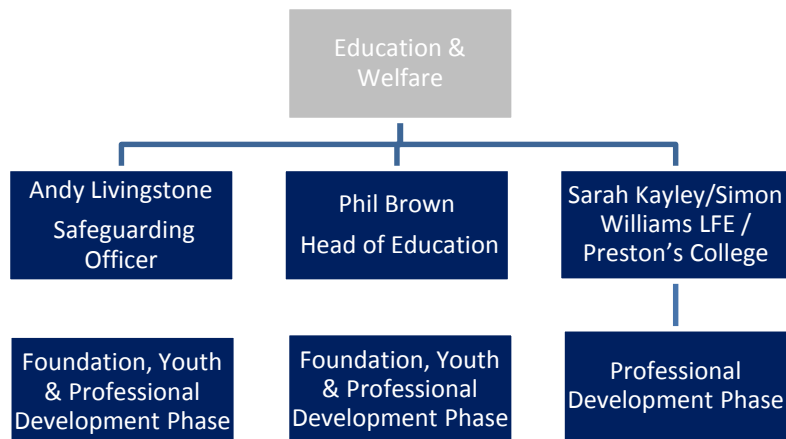 Education &
Welfare
Andy Livingstone
Safeguarding
Officer
Phil Brown
Head of Education
Sarah Kayley/Simon
Williams LFE /
Preston’s College
Foundation, Youth
& Professional
Development Phase
Foundation, Youth
& Professional
Development Phase
Professional
Development Phase